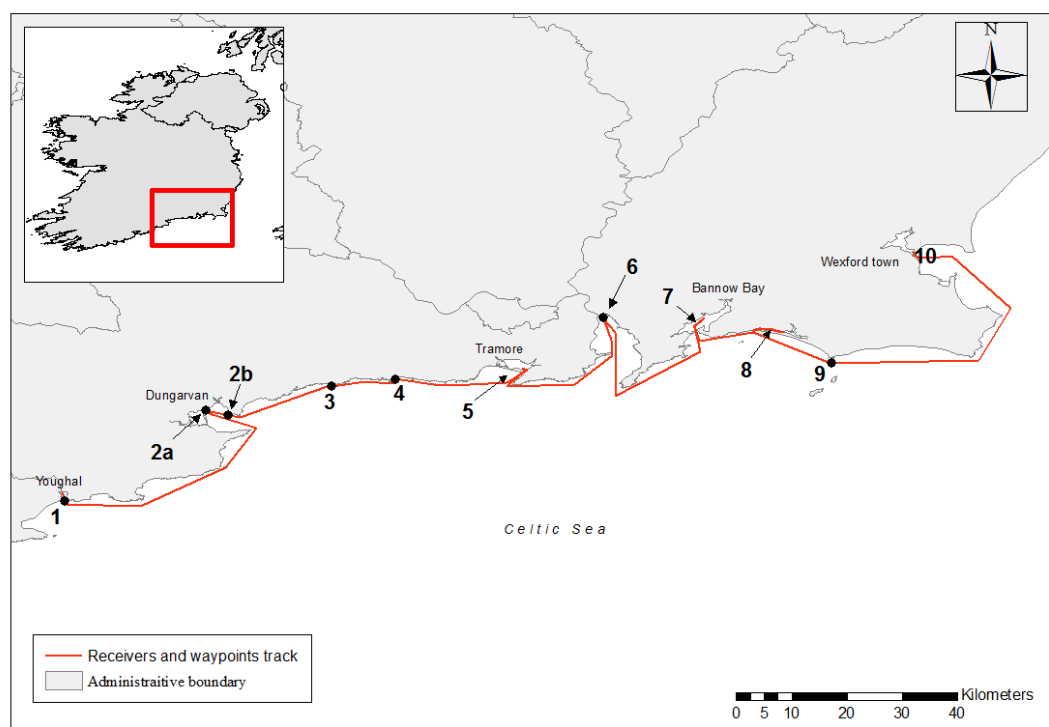 N
10
Wexford town
6
7
Bannow Bay
Tramore
8
9
2b
3
4
5
Dungarvan
2a
Youghal
1
Celtic Sea
Receivers and waypoints track
Administraitive boundary
Kilometers
0 5 10 20 30 40